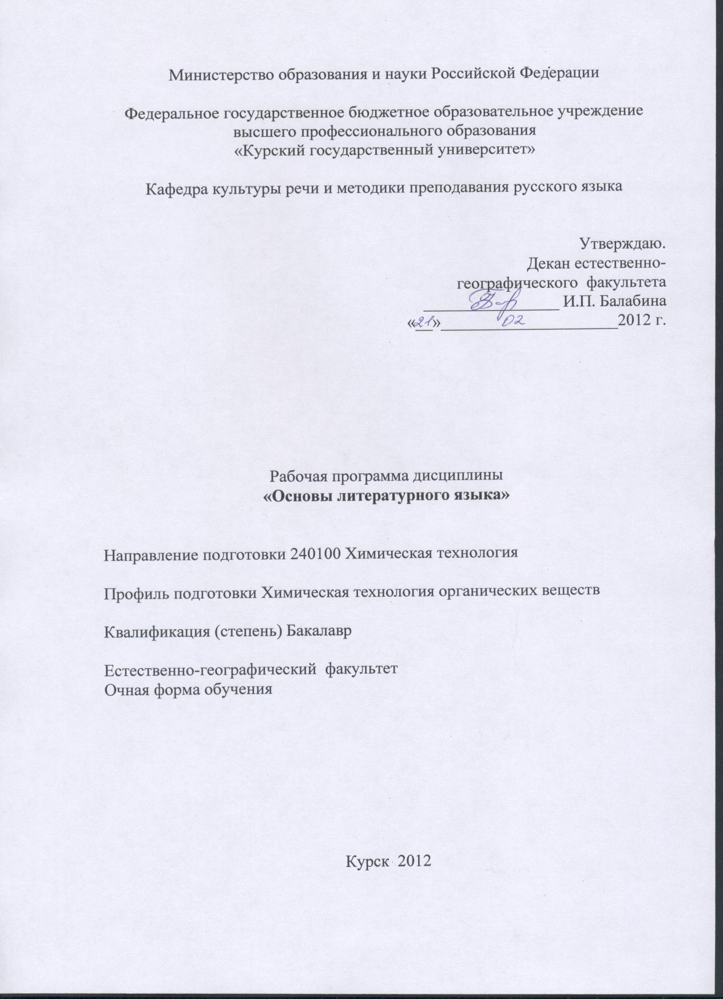 Министерство образования и науки Российской Федерации
Федеральное государственное бюджетное образовательное учреждение
высшего профессионального образования
«Курский государственный университет»
Кафедра культуры речи и методики преподавания русского языка
Утверждаю.
Декан естественно-
географического факультета
И.П. Балабина
«21» 02 2012 г.
Рабочая программа дисциплины
«Основы литературного языка»
Направление подготовки 240100 Химическая технология
Профиль подготовки Химическая технология органических веществ
Квалификация (степень) Бакалавр
Естественно-географический факультет
Очная форма обучения
Курск 2012